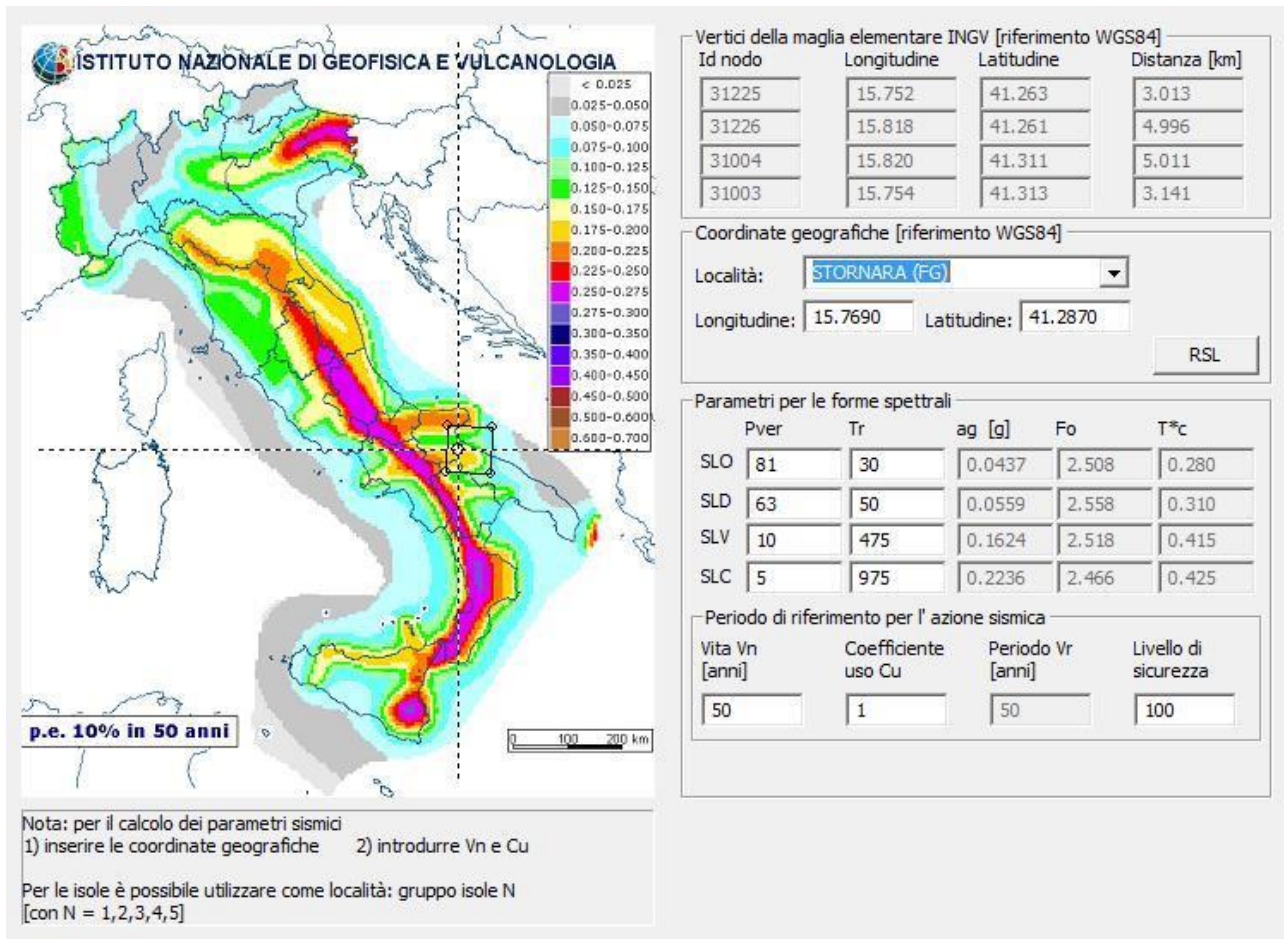 ISTITUTO NAZIONALE DI GEOFISICA E VULCANOLOGIA
< 0.025
0.025-0.050
0.050-0.075
0.075-0.100
0.100-0.125
0.125-0.150
0.150-0.175
0.175-0.200
0.200-0.225
0.225-0.250
0.250-0.275
0.275-0.300
0.300-0.350
0.350-0.400
0.400-0.450
0.450-0.500
0.500-0.600
0.600-0.700
p.e. 10% in 50 anni
0 100 200 km
Nota: per il calcolo dei parametri sismici
1) inserire le coordinate geografiche 2) introdurre Vn e Cu
Per le isole è possibile utilizzare come località: gruppo isole N
[con N = 1,2,3,4,5]
Vertici della maglia elementare INGV [riferimento WGS84]
Id nodo Longitudine Latitudine Distanza [km]
31225 15.752 41.263 3.013
31226 15.818 41.261 4.996
31004 15.820 41.311 5.011
31003 15.754 41.313 3.141
Coordinate geografiche [riferimento WGS84]
Località: STORNARA (FG)
Longitudine: 15.7690 Latitudine: 41.2870
RSL
Parametri per le forme spettrali
Pver Tr ag [g] Fo T*c
SLO 81 30 0.0437 2.508 0.280
SLD 63 50 0.0559 2.558 0.310
SLV 10 475 0.1624 2.518 0.415
SLC 5 975 0.2236 2.466 0.425
Periodo di riferimento per l' azione sismica
Vita Vn Coefficiente Periodo Vr Livello di
[anni] uso Cu [anni] sicurezza
50 1 50 100